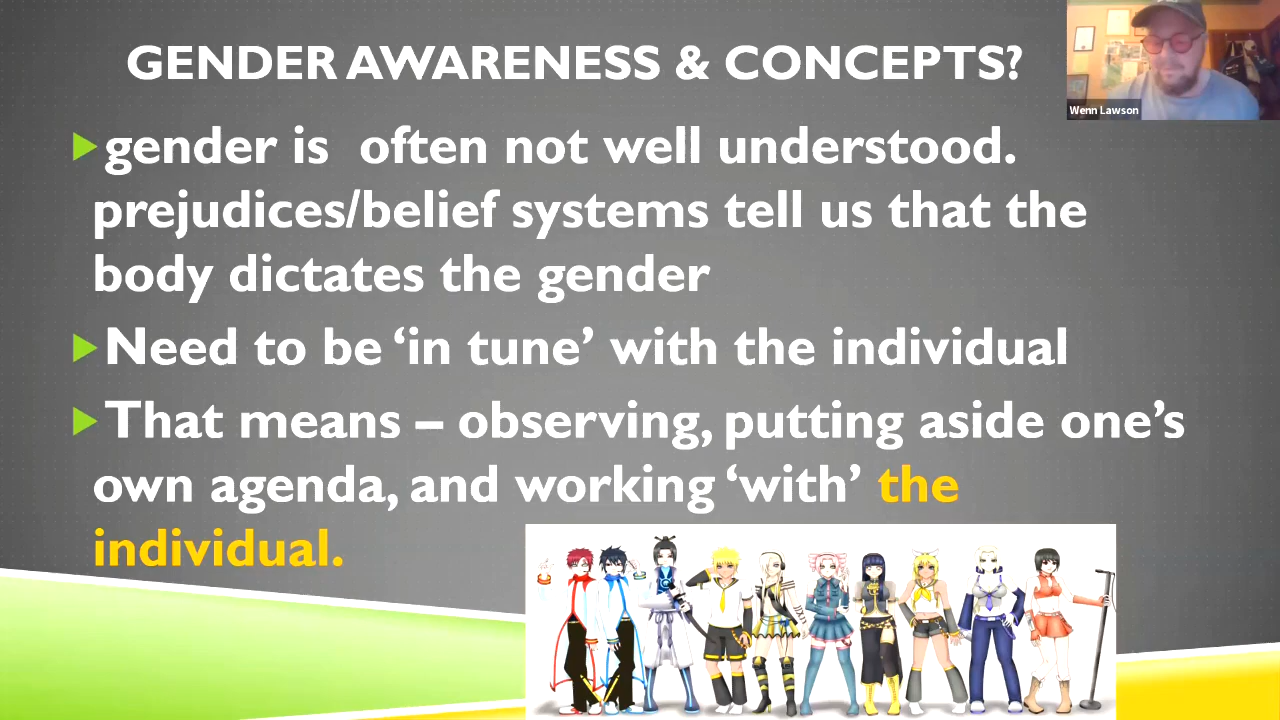 GENDER AWARENESS & CONCEPTS?
Wenn Lawson
gender is  often not well understood.
prejudices/belief systems tell us that the
body dictates the gender
Need to be ‘in tune’ with the individual
That means – observing, putting aside one’s
own agenda, and working ‘with’ the
individual.